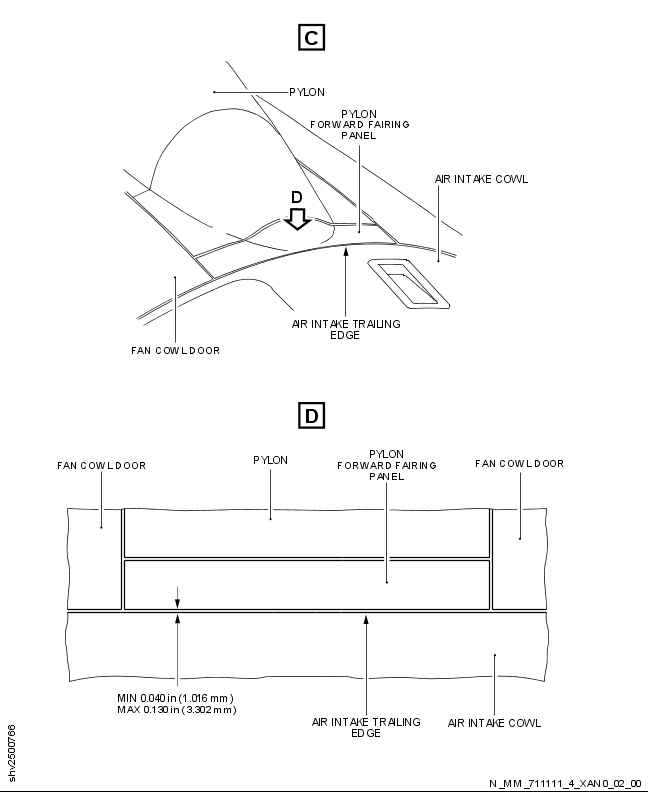 C
PYLON
PYLON
FORWARD FAIRING
PANEL
AIR INTAKE COWL
D
AIR INTAKE TRAILING
EDGE
FAN COWL DOOR
D
FAN COWL DOOR
PYLON
PYLON
FORWARD FAIRING
PANEL
FAN COWL DOOR
MIN 0.040 in (1.016 mm)
MAX 0.130 in (3.302 mm)
AIR INTAKE TRAILING
EDGE
AIR INTAKE COWL
shv2500766
N_MM_711111_4_XAN0_02_00